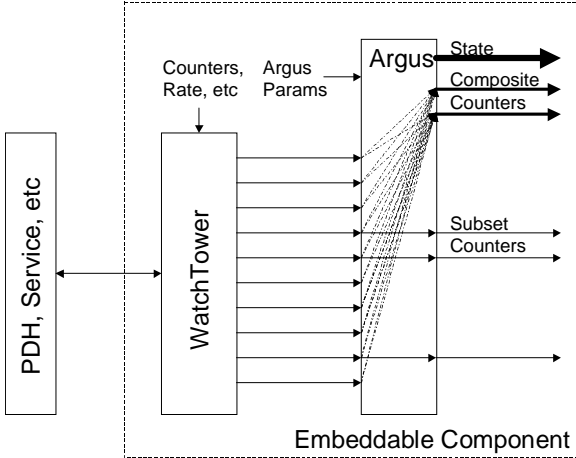 Argus
State
Composite
Counters
Counters,
Rate, etc
Argus
Params
PDH, Service, etc
WatchTower
Subset
Counters
Embeddable Component